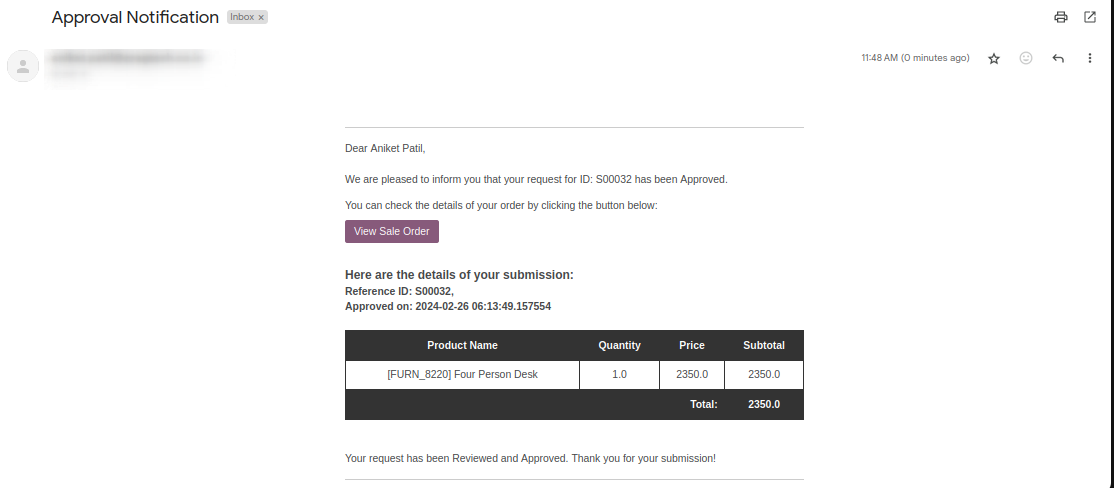 Approval Notification Inbox ×
11:48 AM (0 minutes ago)
Dear Aniket Patil,
We are pleased to inform you that your request for ID: S00032 has been Approved.
You can check the details of your order by clicking the button below:
View Sale Order
Here are the details of your submission:
Reference ID: S00032,
Approved on: 2024-02-26 06:13:49.157554
Product Name Quantity Price Subtotal
[FURN_8220] Four Person Desk 1.0 2350.0 2350.0
Total: 2350.0
Your request has been Reviewed and Approved. Thank you for your submission!